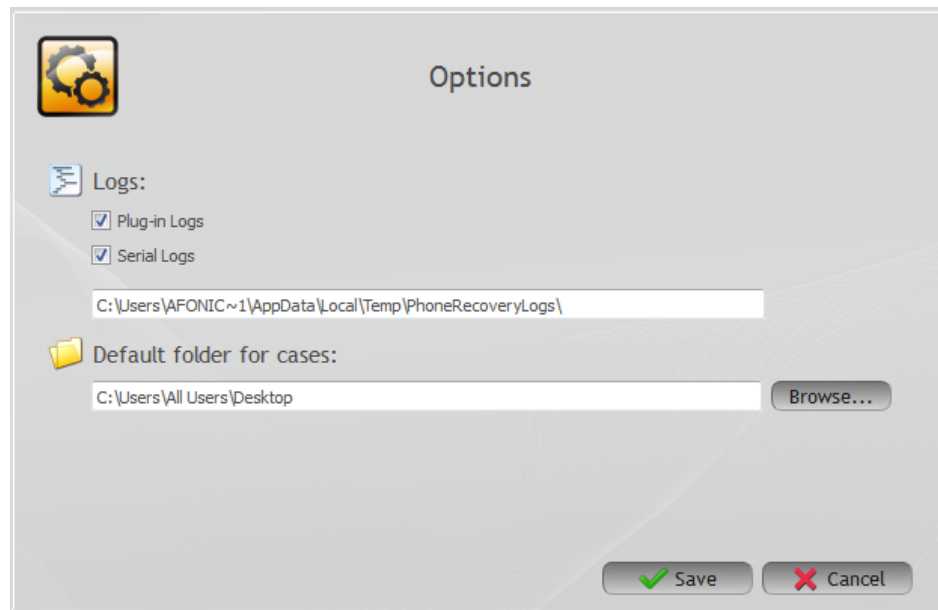 Options
Logs:
Plug-in Logs
Serial Logs
C:\Users\AFONIC~1\AppData\Local\Temp\PhoneRecoveryLogs\
Default folder for cases:
C:\Users\All Users\Desktop
Browse...
Save
Cancel